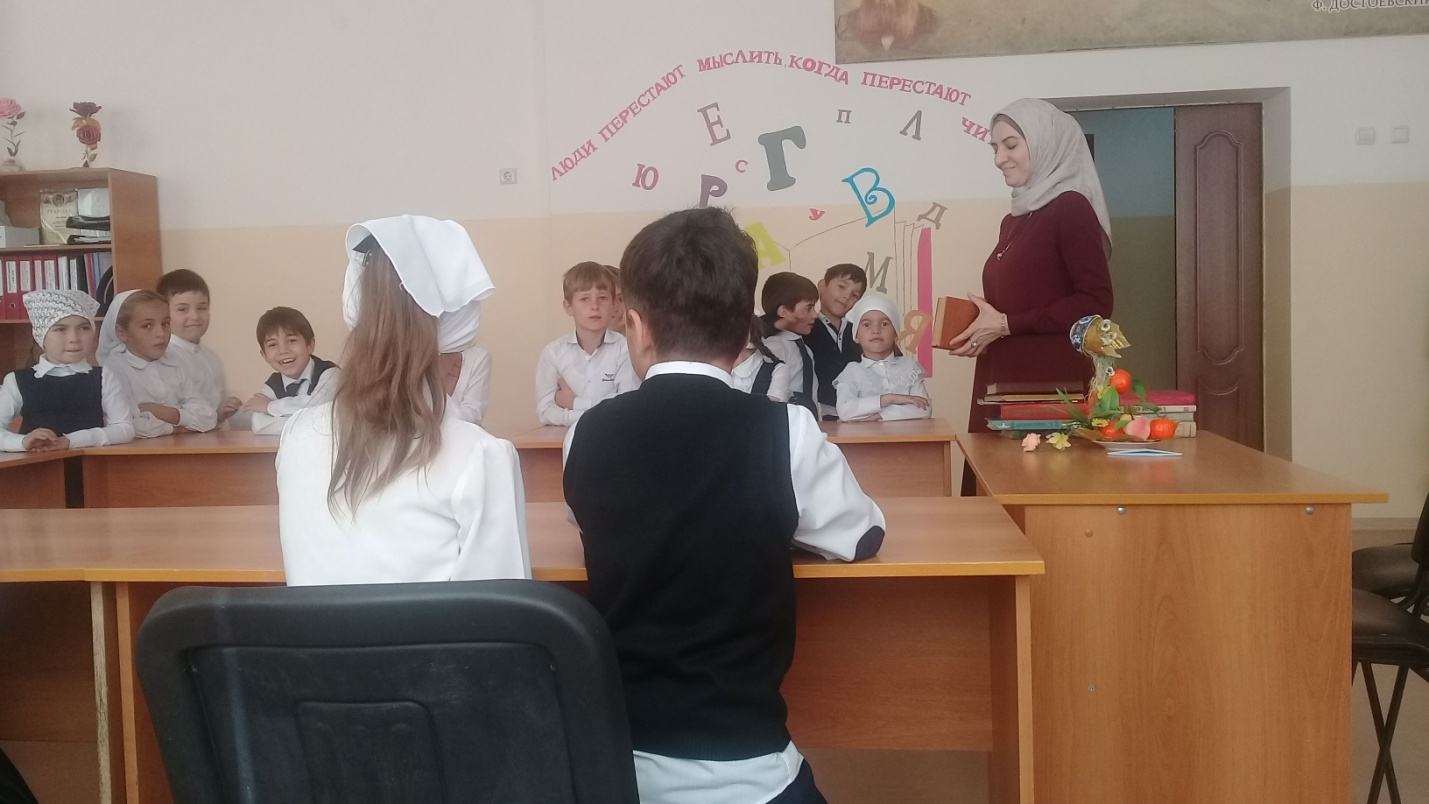 Ф. ДОСТОЕВСКИЙ
ЛЮДИ ПЕРЕСТАЮТ МЫСЛИТЬ, КОГДА ПЕРЕСТАЮТ
Е
П
Л
Г
С
Ю
Р
У
В
Д
А
М
Я